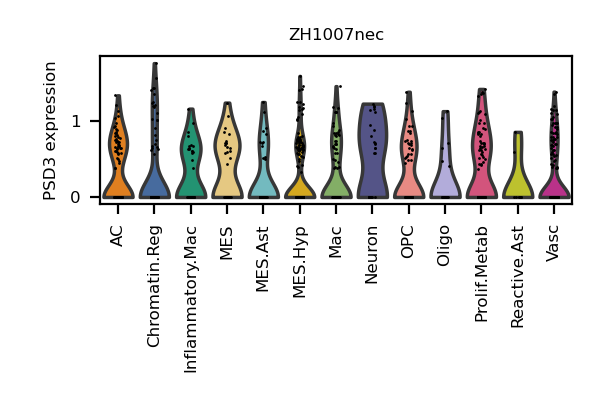 ZH1007nec
PSD3 expression
1
0
AC
Chromatin.Reg
Inflammatory.Mac
MES
MES.Ast
MES.Hyp
Mac
Neuron
OPC
Oligo
Prolif.Metab
Reactive.Ast
Vasc